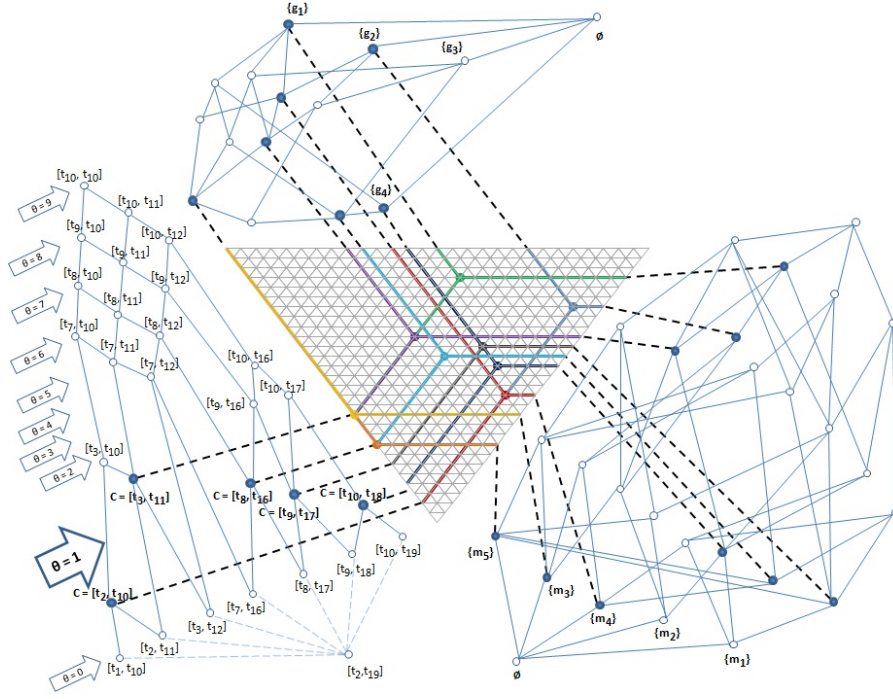 {g₁}
{g₂}
{g₃}
ø
[t₁₀, t₁₀]
{g₄}
θ = 9
[t₁₀, t₁₁]
[t₉, t₁₀]
[t₁₀, t₁₂]
θ = 8
[t₉, t₁₁]
[t₈, t₁₀]
[t₉, t₁₂]
θ = 7
[t₈, t₁₁]
[t₇, t₁₀]
[t₈, t₁₂]
[t₇, t₁₁]
θ = 6
[t₁₀, t₁₆]
[t₇, t₁₂]
[t₁₀, t₁₇]
θ = 5
[t₉, t₁₆]
θ = 4
[t₃, t₁₀]
θ = 3
θ = 2
C = [t₃, t₁₁]
C = [t₈, t₁₆]
C = [t₁₀, t₁₈]
C = [t₉, t₁₇]
[t₁₀, t₁₉]
{m₅}
θ = 1
[t₉, t₁₈]
[t₈, t₁₇]
{m₃}
C = [t₂, t₁₀]
[t₇, t₁₆]
{m₄}
[t₃, t₁₂]
{m₂}
[t₂, t₁₁]
{m₁}
θ = 0
[t₁, t₁₀]
[t₂,t₁₉]
ø